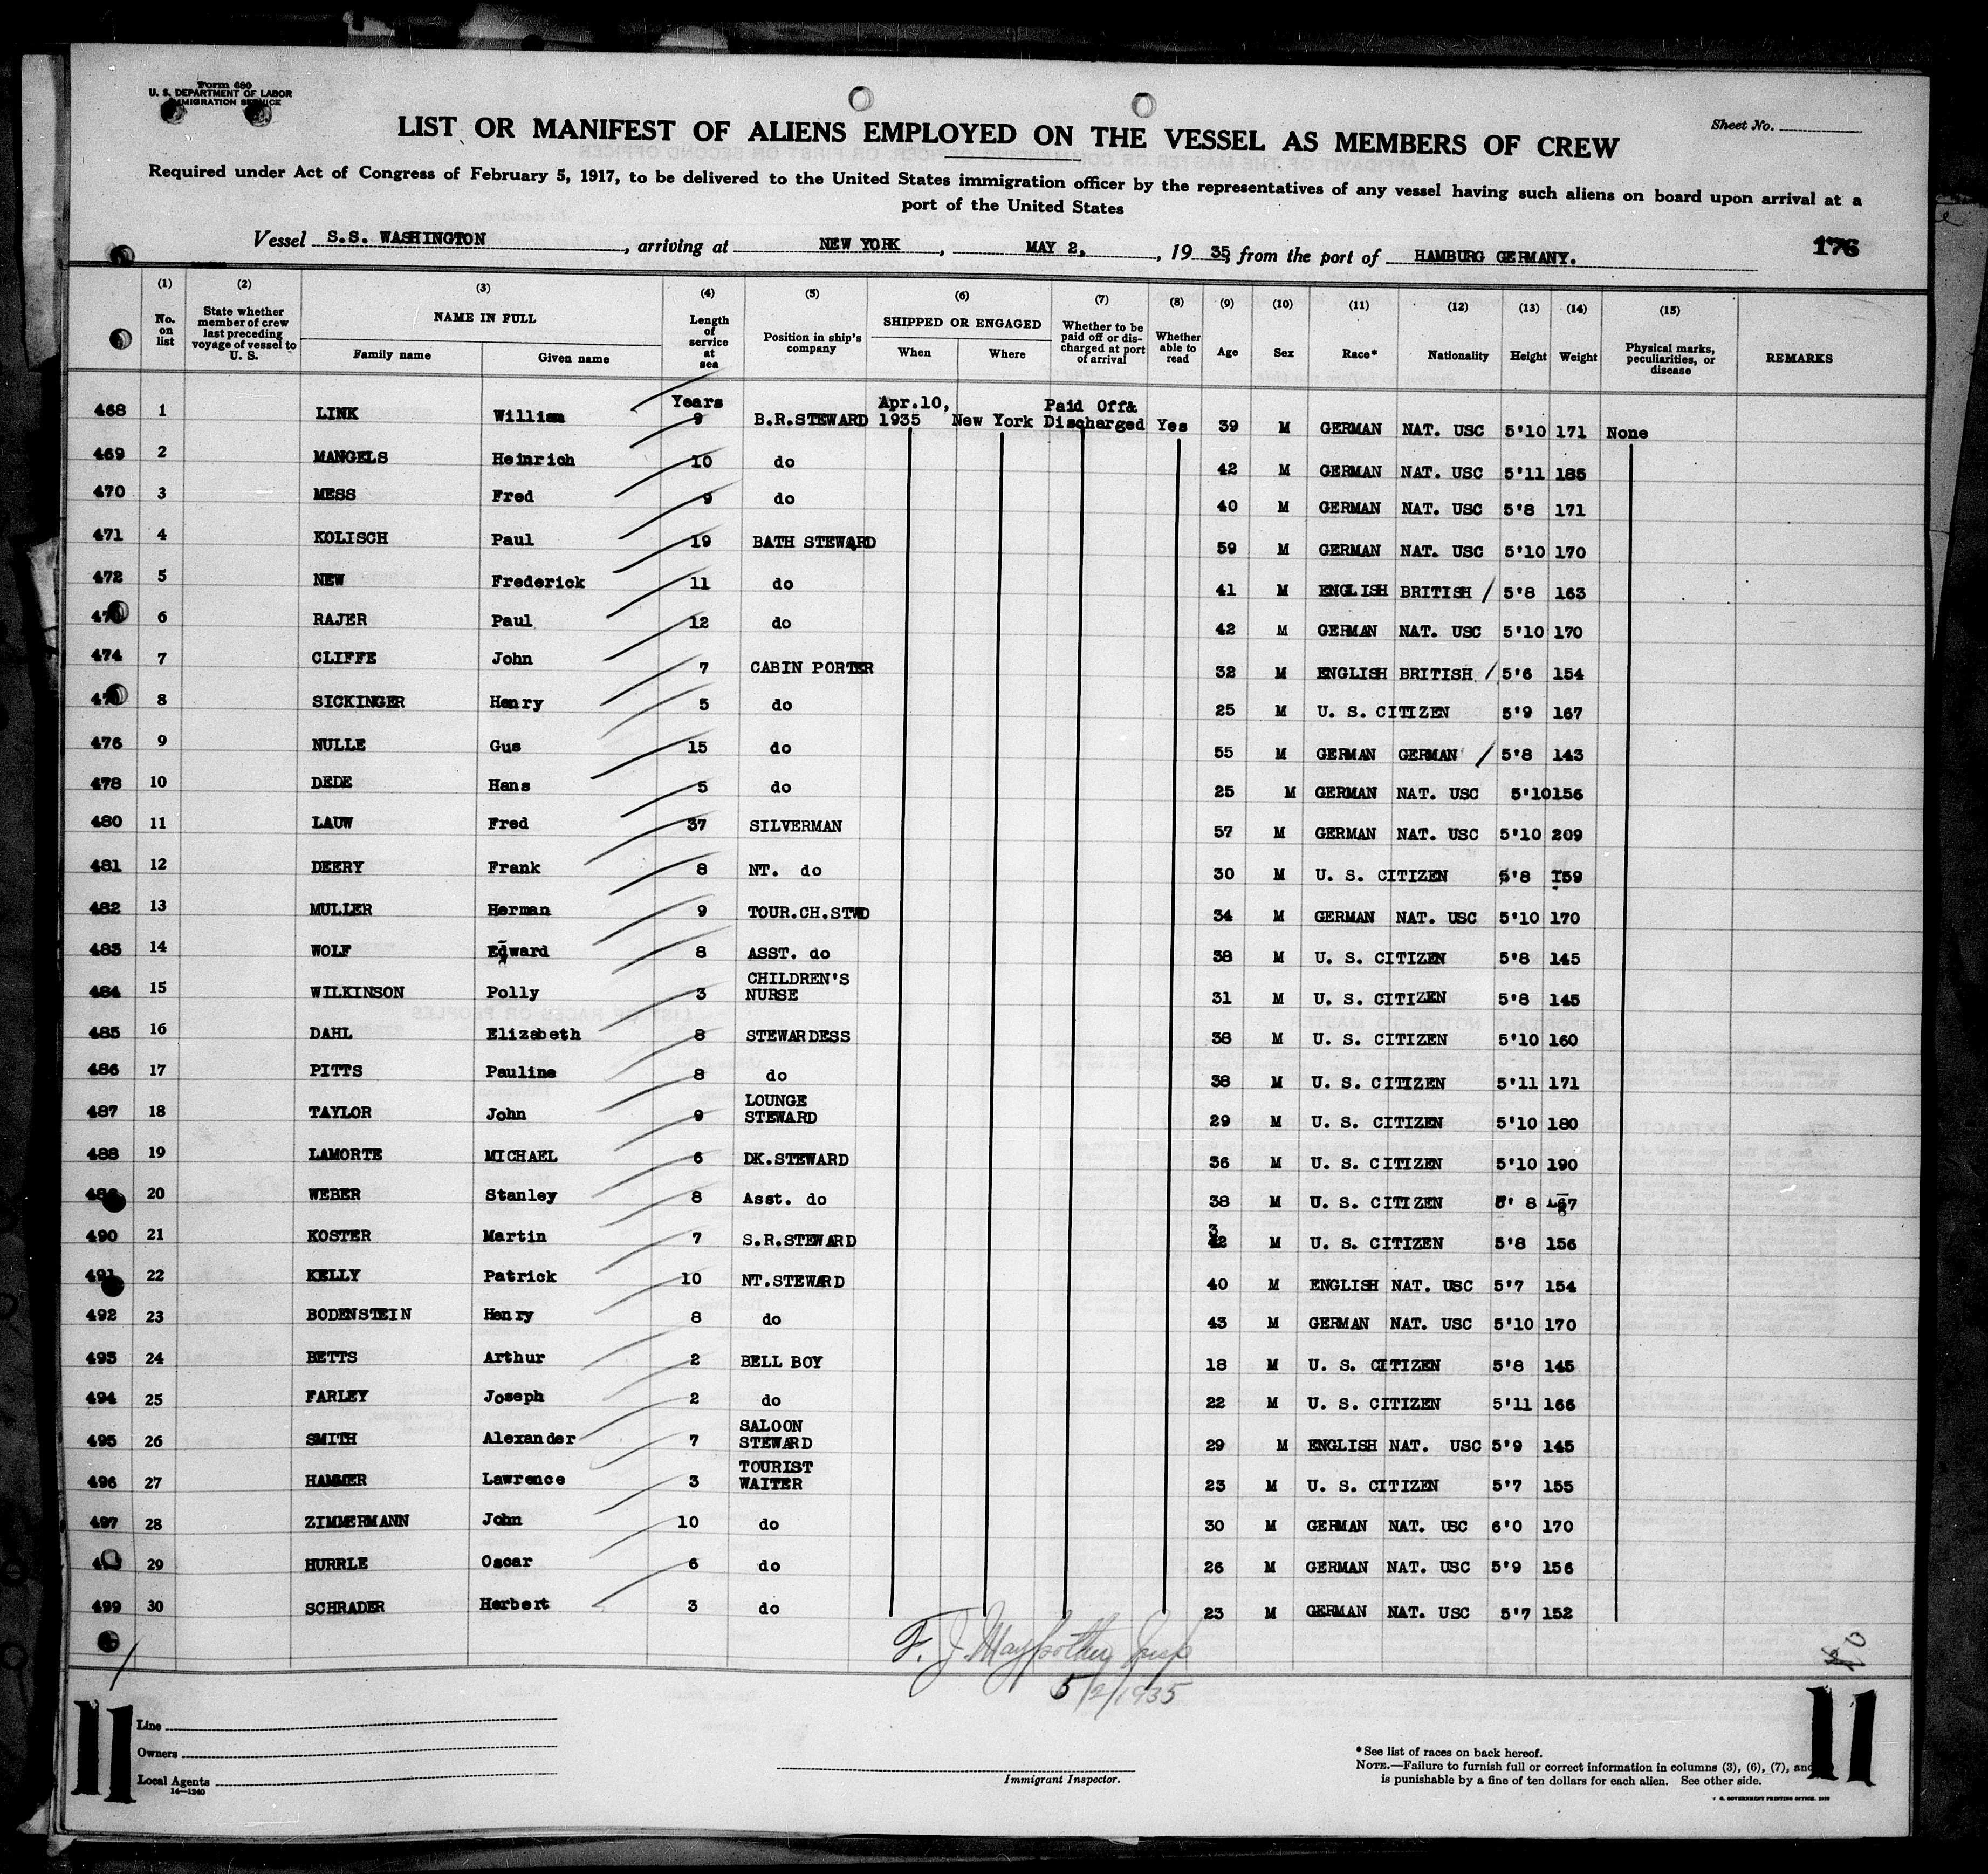 Form 680
U. S. DEPARTMENT OF LABOR
IMMIGRATION SERVICE
Sheet No.
LIST OR MANIFEST OF ALIENS EMPLOYED ON THE VESSEL AS MEMBERS OF CREW
Required under Act of Congress of February 5, 1917, to be delivered to the United States immigration officer by the representatives of any vessel having such aliens on board upon arrival at a
port of the United States
Vessel S.S. WASHINGTON, arriving at NEW YORK, MAY 2, 19 35, from the port of HAMBURG GERMANY. 176
(1) No. on list
(2) State whether member of crew last preceding voyage of vessel to U. S.
(3) NAME IN FULL Family name Given name
(4) Length of service at sea
(5) Position in ship's company
(6) SHIPPED OR ENGAGED When Where
(7) Whether to be paid off or discharged at port of arrival
(8) Whether able to read
(9) Age
(10) Sex
(11) Race*
(12) Nationality
(13) Height
(14) Weight
(15) Physical marks, peculiarities, or disease
REMARKS
468 1 LINK William Years 9 B.R.STEWARD Apr.10, 1935 New York Paid Off& Discharged Yes 39 M GERMAN NAT. USC 5'10 171 None
469 2 MANGELS Heinrich 10 do 42 M GERMAN NAT. USC 5'11 185
470 3 MESS Fred 9 do 40 M GERMAN NAT. USC 5'8 171
471 4 KOLISCH Paul 19 BATH STEWARD 59 M GERMAN NAT. USC 5'10 170
472 5 NEW Frederick 11 do 41 M ENGLISH BRITISH / 5'8 163
6 RAJER Paul 12 do 42 M GERMAN NAT. USC 5'10 170
474 7 CLIFFE John 7 CABIN PORTER 32 M ENGLISH BRITISH / 5'6 154
8 SICKINGER Henry 5 do 25 M U. S. CITIZEN 5'9 167
476 9 NULLE Gus 15 do 55 M GERMAN GERMAN / 5'8 143
478 10 DEDE Hans 5 do 25 M GERMAN NAT. USC 5'10 156
480 11 LAUW Fred 37 SILVERMAN 57 M GERMAN NAT. USC 5'10 209
481 12 DEERY Frank 8 NT. do 30 M U. S. CITIZEN 5'8 159
482 13 MULLER Herman 9 TOUR.CH.STWD 34 M GERMAN NAT. USC 5'10 170
483 14 WOLF Edward 8 ASST. do 38 M U. S. CITIZEN 5'8 145
484 15 WILKINSON Polly 3 CHILDREN'S NURSE 31 M U. S. CITIZEN 5'8 145
485 16 DAHL Elizabeth 8 STEWARDESS 38 M U. S. CITIZEN 5'10 160
486 17 PITTS Pauline 8 do 38 M U. S. CITIZEN 5'11 171
487 18 TAYLOR John 9 LOUNGE STEWARD 29 M U. S. CITIZEN 5'10 180
488 19 LAMORTE MICHAEL 6 DK.STEWARD 36 M U. S. CITIZEN 5'10 190
20 WEBER Stanley 8 Asst. do 38 M U. S. CITIZEN 5' 8
490 21 KOSTER Martin 7 S.R.STEWARD M U. S. CITIZEN 5'8 156
491 22 KELLY Patrick 10 NT.STEWARD 40 M ENGLISH NAT. USC 5'7 154
492 23 BODENSTEIN Henry 8 do 43 M GERMAN NAT. USC 5'10 170
493 24 BETTS Arthur 2 BELL BOY 18 M U. S. CITIZEN 5'8 145
494 25 FARLEY Joseph 2 do 22 M U. S. CITIZEN 5'11 166
495 26 SMITH Alexander 7 SALOON STEWARD 29 M ENGLISH NAT. USC 5'9 145
496 27 HAMMER Lawrence 3 TOURIST WAITER 23 M U. S. CITIZEN 5'7 155
497 28 ZIMMERMANN John 10 do 30 M GERMAN NAT. USC 6'0 170
29 HURRLE Oscar 6 do 26 M GERMAN NAT. USC 5'9 156
499 30 SCHRADER Herbert 3 do 23 M GERMAN NAT. USC 5'7 152
F. J. Insp
5/2/1935
11 11
Line
Owners
Local Agents
14—1240
Immigrant Inspector.
*See list of races on back hereof.
NOTE.—Failure to furnish full or correct information in columns (3), (6), (7), and
is punishable by a fine of ten dollars for each alien. See other side.